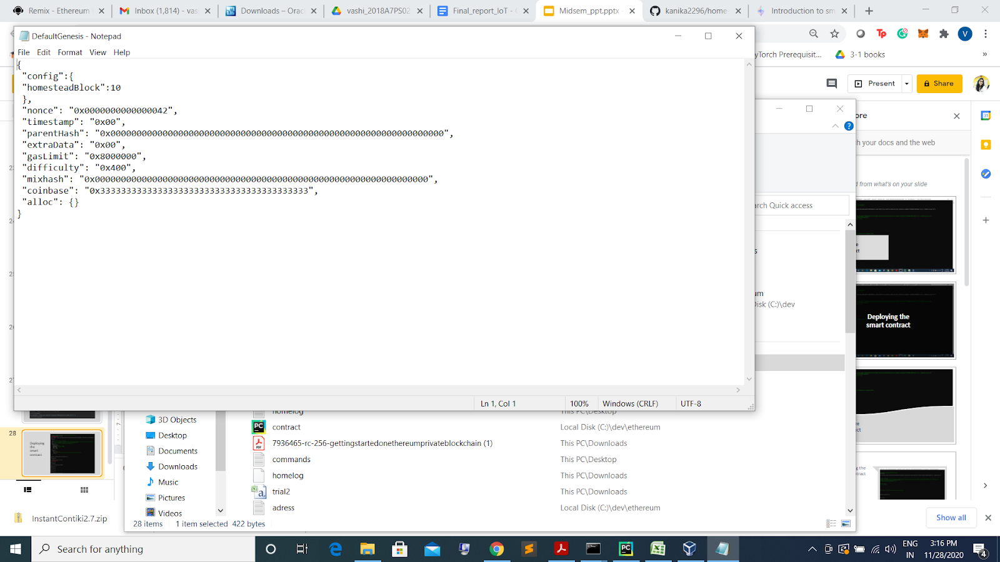 Remix - Ethereum
Inbox (1,814) - vas
Downloads – Orac
vashi_2018A7PS02
Final_report_IoT -
Midsem_ppt.pptx
kanika2296/home-
Introduction to sm
DefaultGenesis - Notepad
File Edit Format View Help
yTorch Prerequisit...
3-1 books
Present
Share
{
"config":{
"homesteadBlock":10
},
"nonce": "0x0000000000000042",
"timestamp": "0x00",
"parentHash": "0x0000000000000000000000000000000000000000000000000000000000000000",
"extraData": "0x00",
"gasLimit": "0x8000000",
"difficulty": "0x400",
"mixhash": "0x0000000000000000000000000000000000000000000000000000000000000000",
"coinbase": "0x3333333333333333333333333333333333333333",
"alloc": {}
}
ore
h your docs and the web
d from what's on your slide
arch Quick access
um
Disk (C:)\dev
Deploying the
smart contract
Ln 1, Col 1
100%
Windows (CRLF)
UTF-8
28
Deploying
the
smart
contract
3D Objects
Desktop
Documents
Downloads
Music
Pictures
Videos
homelog This PC\Desktop
contract Local Disk (C:)\dev\ethereum
7936465-rc-256-gettingstartedonethereumprivateblockchain (1) This PC\Downloads
commands This PC\Desktop
homelog This PC\Downloads
trial2 This PC\Downloads
adress Local Disk (C:)\dev\ethereum
28 items 1 item selected 422 bytes
InstantContiki2.7.zip
Show all
Search for anything
ENG
IN
3:16 PM
11/28/2020
4